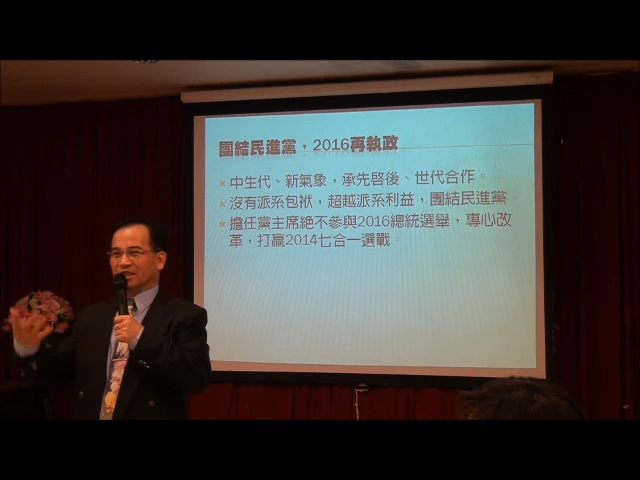 團結民進黨，2016再執政
中生代、新氣象，承先啓後、世代合作。
沒有派系包袱，超越派系利益，團結民進黨。
擔任黨主席絕不參與2016總統選舉，專心改
革，打贏2014七合一選戰。